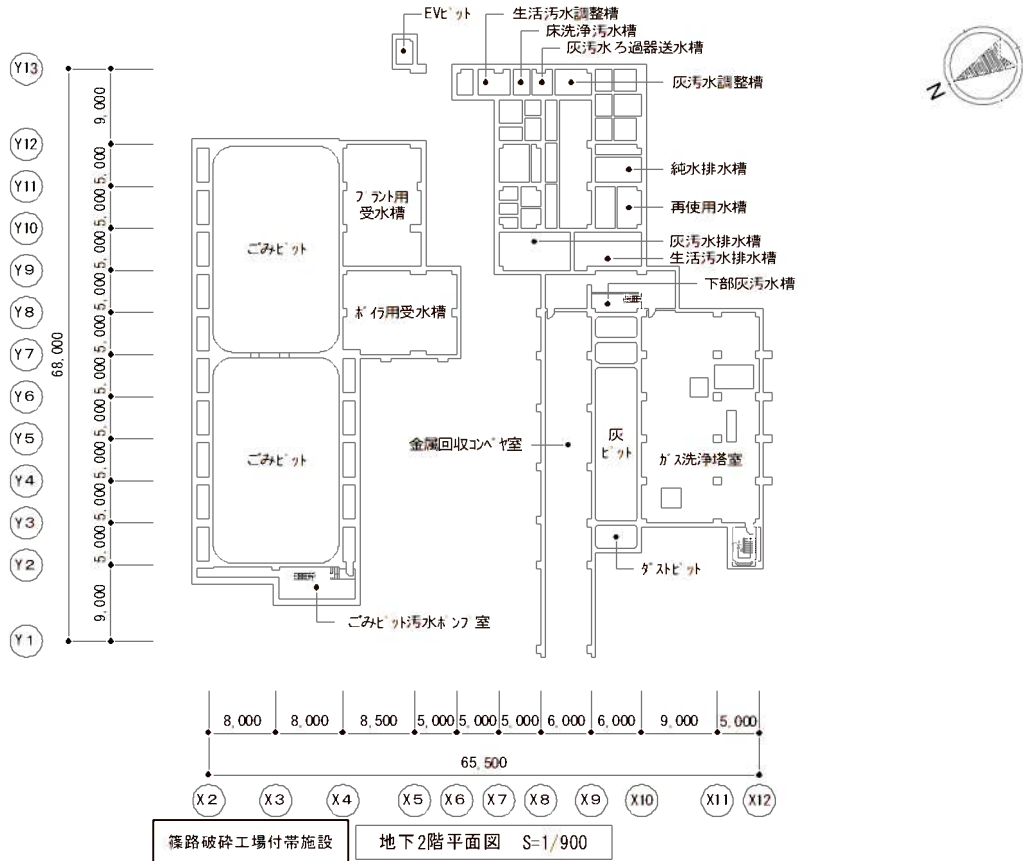 EVピット
生活汚水調整槽
床洗浄汚水槽
灰汚水ろ過器送水槽
灰汚水調整槽
N
純水排水槽
再使用水槽
灰汚水排水槽
生活汚水排水槽
下部灰汚水槽
プラント用
受水槽
ごみピット
ボイラ用受水槽
ごみピット
金属回収コンベヤ室
灰
ピット
ガス洗浄塔室
ダストピット
ごみピット汚水ポンプ室
Y13
Y12
Y11
Y10
Y9
Y8
Y7
Y6
Y5
Y4
Y3
Y2
Y1
9,000
5,000
5,000
5,000
5,000
5,000
5,000
5,000
5,000
5,000
5,000
9,000
68,000
8,000 8,000 8,500 5,000 5,000 5,000 6,000 6,000 9,000 5,000
65,500
X2 X3 X4 X5 X6 X7 X8 X9 X10 X11 X12
篠路破砕工場付帯施設
地下2階平面図 S=1/900